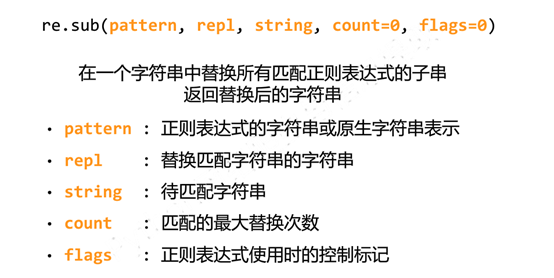 re.sub(pattern, repl, string, count=0, flags=0)
在一个字符串中替换所有匹配正则表达式的子串
返回替换后的字符串
• pattern : 正则表达式的字符串或原生字符串表示
• repl : 替换匹配字符串的字符串
• string : 待匹配字符串
• count : 匹配的最大替换次数
• flags : 正则表达式使用时的控制标记